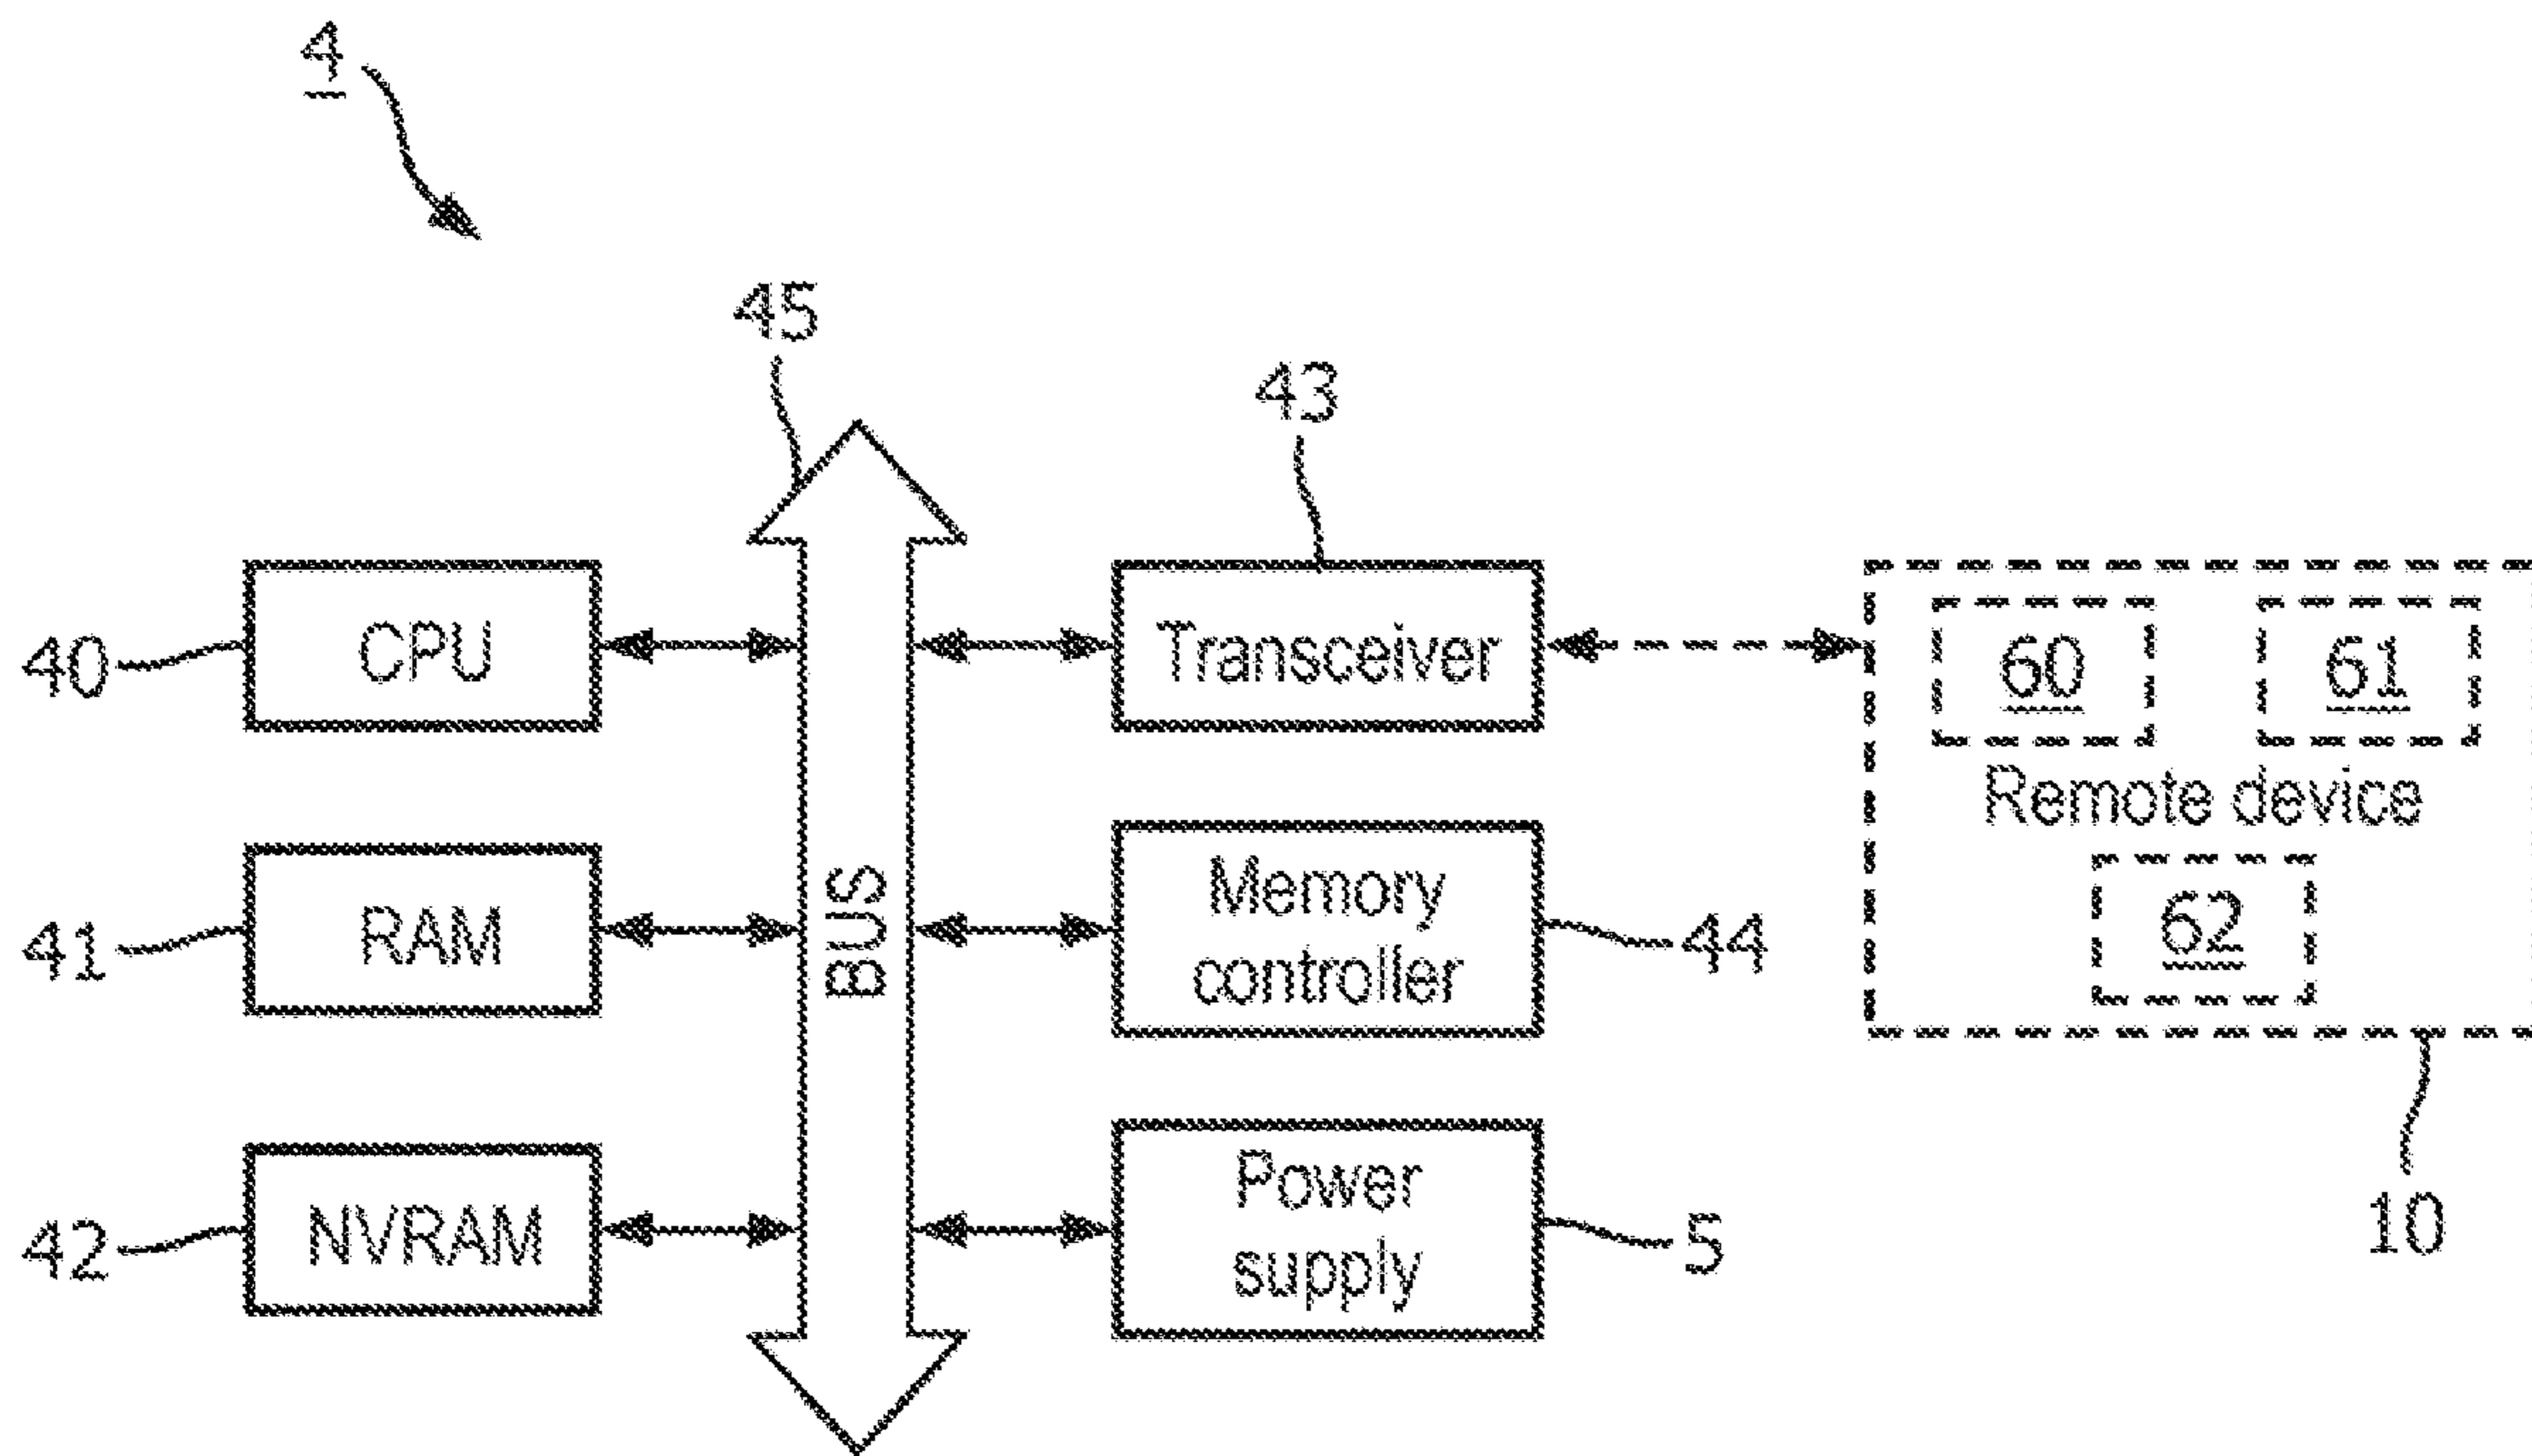 4
45
43
40
CPU
Transceiver
60
61
Remote device
41
RAM
BUS
Memory
controller
44
62
42
NVRAM
Power
supply
5
10